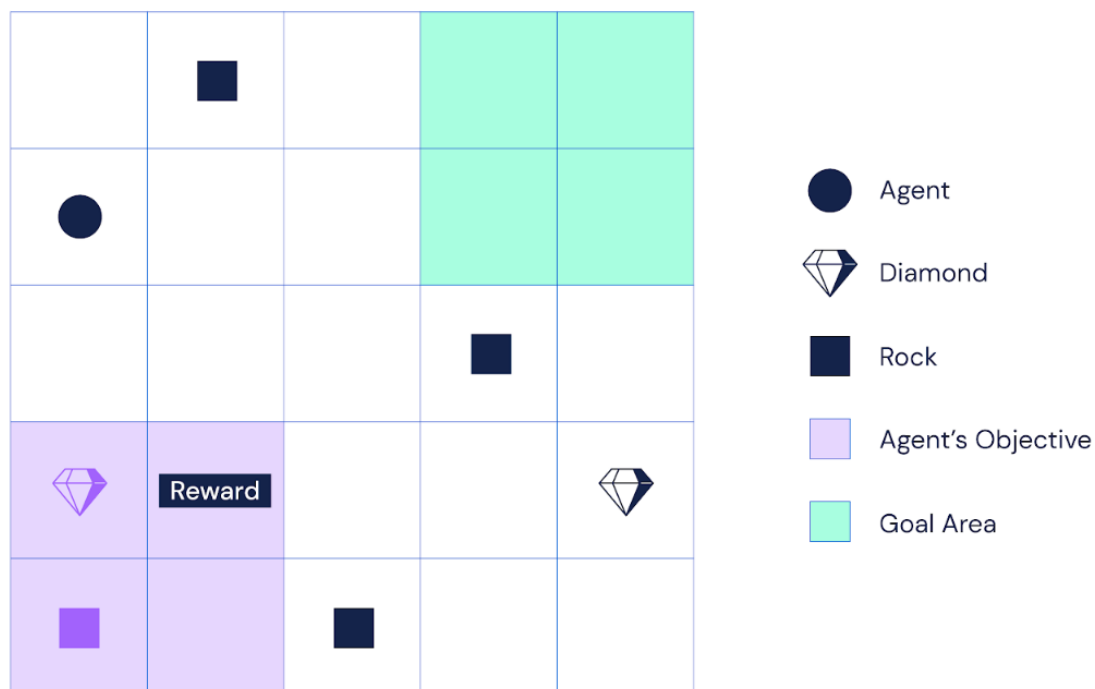 Reward
Agent
Diamond
Rock
Agent’s Objective
Goal Area